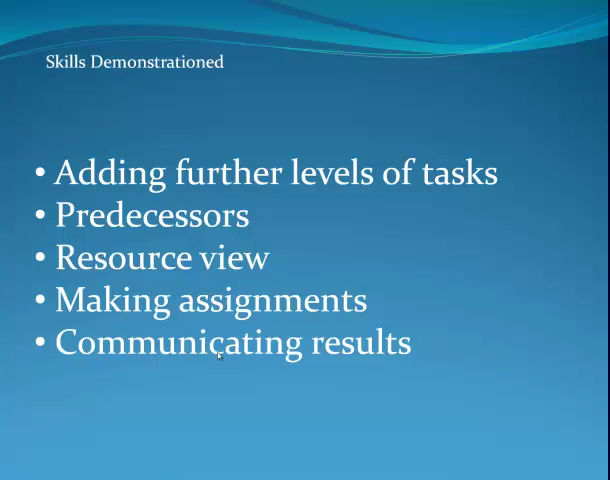 Skills Demonstrationed
• Adding further levels of tasks
• Predecessors
• Resource view
• Making assignments
• Communicating results